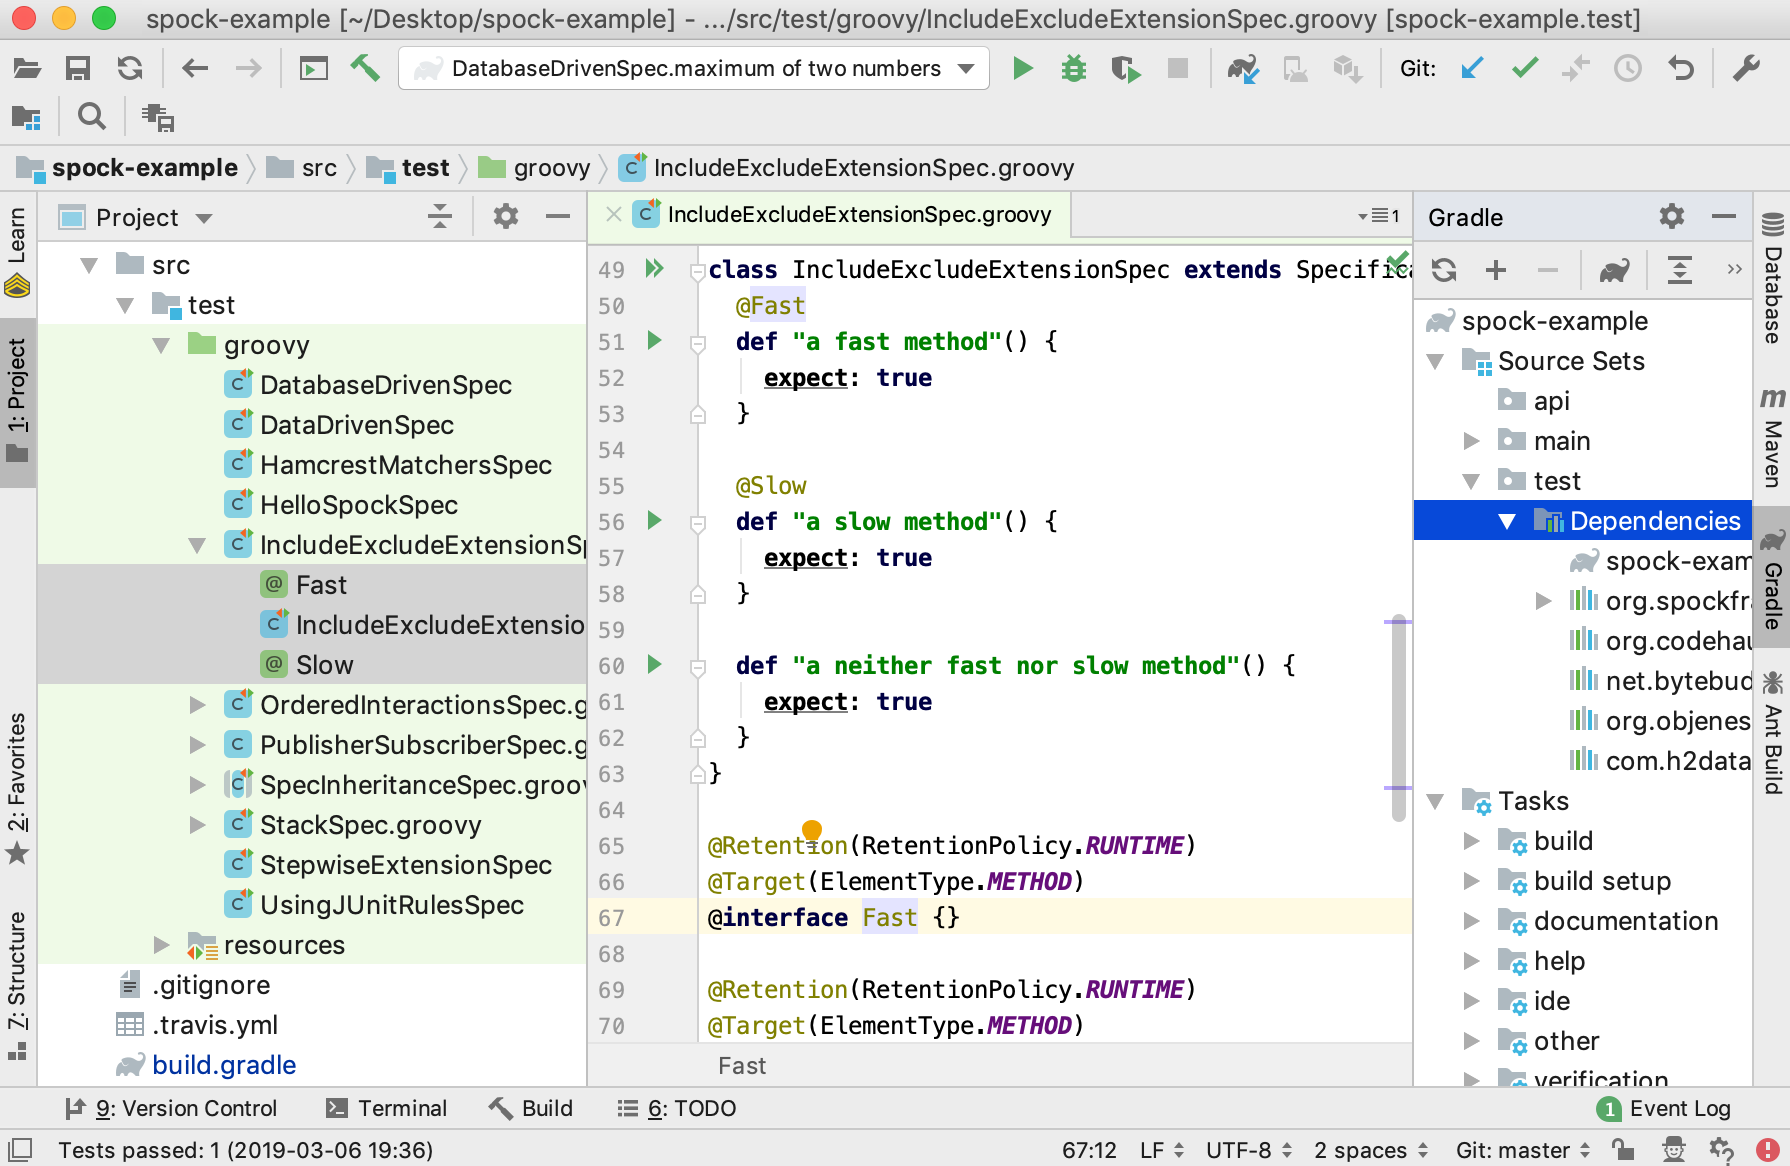 spock-example [~/Desktop/spock-example] - .../src/test/groovy/IncludeExcludeExtensionSpec.groovy [spock-example.test]
DatabaseDrivenSpec.maximum of two numbers
Git:
spock-example
src
test
groovy
IncludeExcludeExtensionSpec.groovy
Learn
1: Project
2: Favorites
7: Structure
Project
src
test
groovy
DatabaseDrivenSpec
DataDrivenSpec
HamcrestMatchersSpec
HelloSpockSpec
IncludeExcludeExtensionSp
Fast
IncludeExcludeExtensio
Slow
OrderedInteractionsSpec.g
PublisherSubscriberSpec.g
SpecInheritanceSpec.groov
StackSpec.groovy
StepwiseExtensionSpec
UsingJUnitRulesSpec
resources
.gitignore
.travis.yml
build.gradle
IncludeExcludeExtensionSpec.groovy
1
49 class IncludeExcludeExtensionSpec extends Specifica
50 @Fast
51 def "a fast method"() {
52 expect: true
53 }
54
55 @Slow
56 def "a slow method"() {
57 expect: true
58 }
59
60 def "a neither fast nor slow method"() {
61 expect: true
62 }
63 }
64
65 @Retention(RetentionPolicy.RUNTIME)
66 @Target(ElementType.METHOD)
67 @interface Fast {}
68
69 @Retention(RetentionPolicy.RUNTIME)
70 @Target(ElementType.METHOD)
Fast
Gradle
spock-example
Source Sets
api
main
test
Dependencies
spock-exam
org.spockfra
org.codehau
net.bytebud
org.objenes
com.h2data
Tasks
build
build setup
documentation
help
ide
other
verification
Database
m Maven
Gradle
Ant Build
9: Version Control
Terminal
Build
6: TODO
1 Event Log
Tests passed: 1 (2019-03-06 19:36)
67:12
LF
UTF-8
2 spaces
Git: master